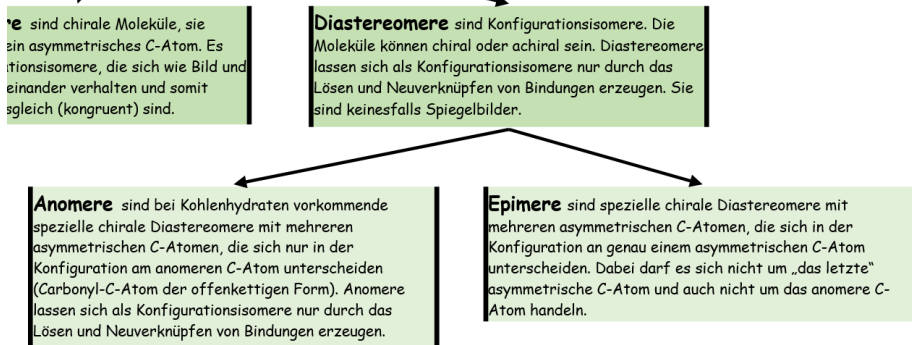 re sind chirale Moleküle, sie
ein asymmetrisches C-Atom. Es
tionsisomere, die sich wie Bild und
einander verhalten und somit
sgleich (kongruent) sind.
Diastereomere sind Konfigurationsisomere. Die
Moleküle können chiral oder achiral sein. Diastereomere
lassen sich als Konfigurationsisomere nur durch das
Lösen und Neuverknüpfen von Bindungen erzeugen. Sie
sind keinesfalls Spiegelbilder.
Anomere sind bei Kohlenhydraten vorkommende
spezielle chirale Diastereomere mit mehreren
asymmetrischen C-Atomen, die sich nur in der
Konfiguration am anomeren C-Atom unterscheiden
(Carbonyl-C-Atom der offenkettigen Form). Anomere
lassen sich als Konfigurationsisomere nur durch das
Lösen und Neuverknüpfen von Bindungen erzeugen.
Epimere sind spezielle chirale Diastereomere mit
mehreren asymmetrischen C-Atomen, die sich in der
Konfiguration an genau einem asymmetrischen C-Atom
unterscheiden. Dabei darf es sich nicht um „das letzte“
asymmetrische C-Atom und auch nicht um das anomere C-
Atom handeln.